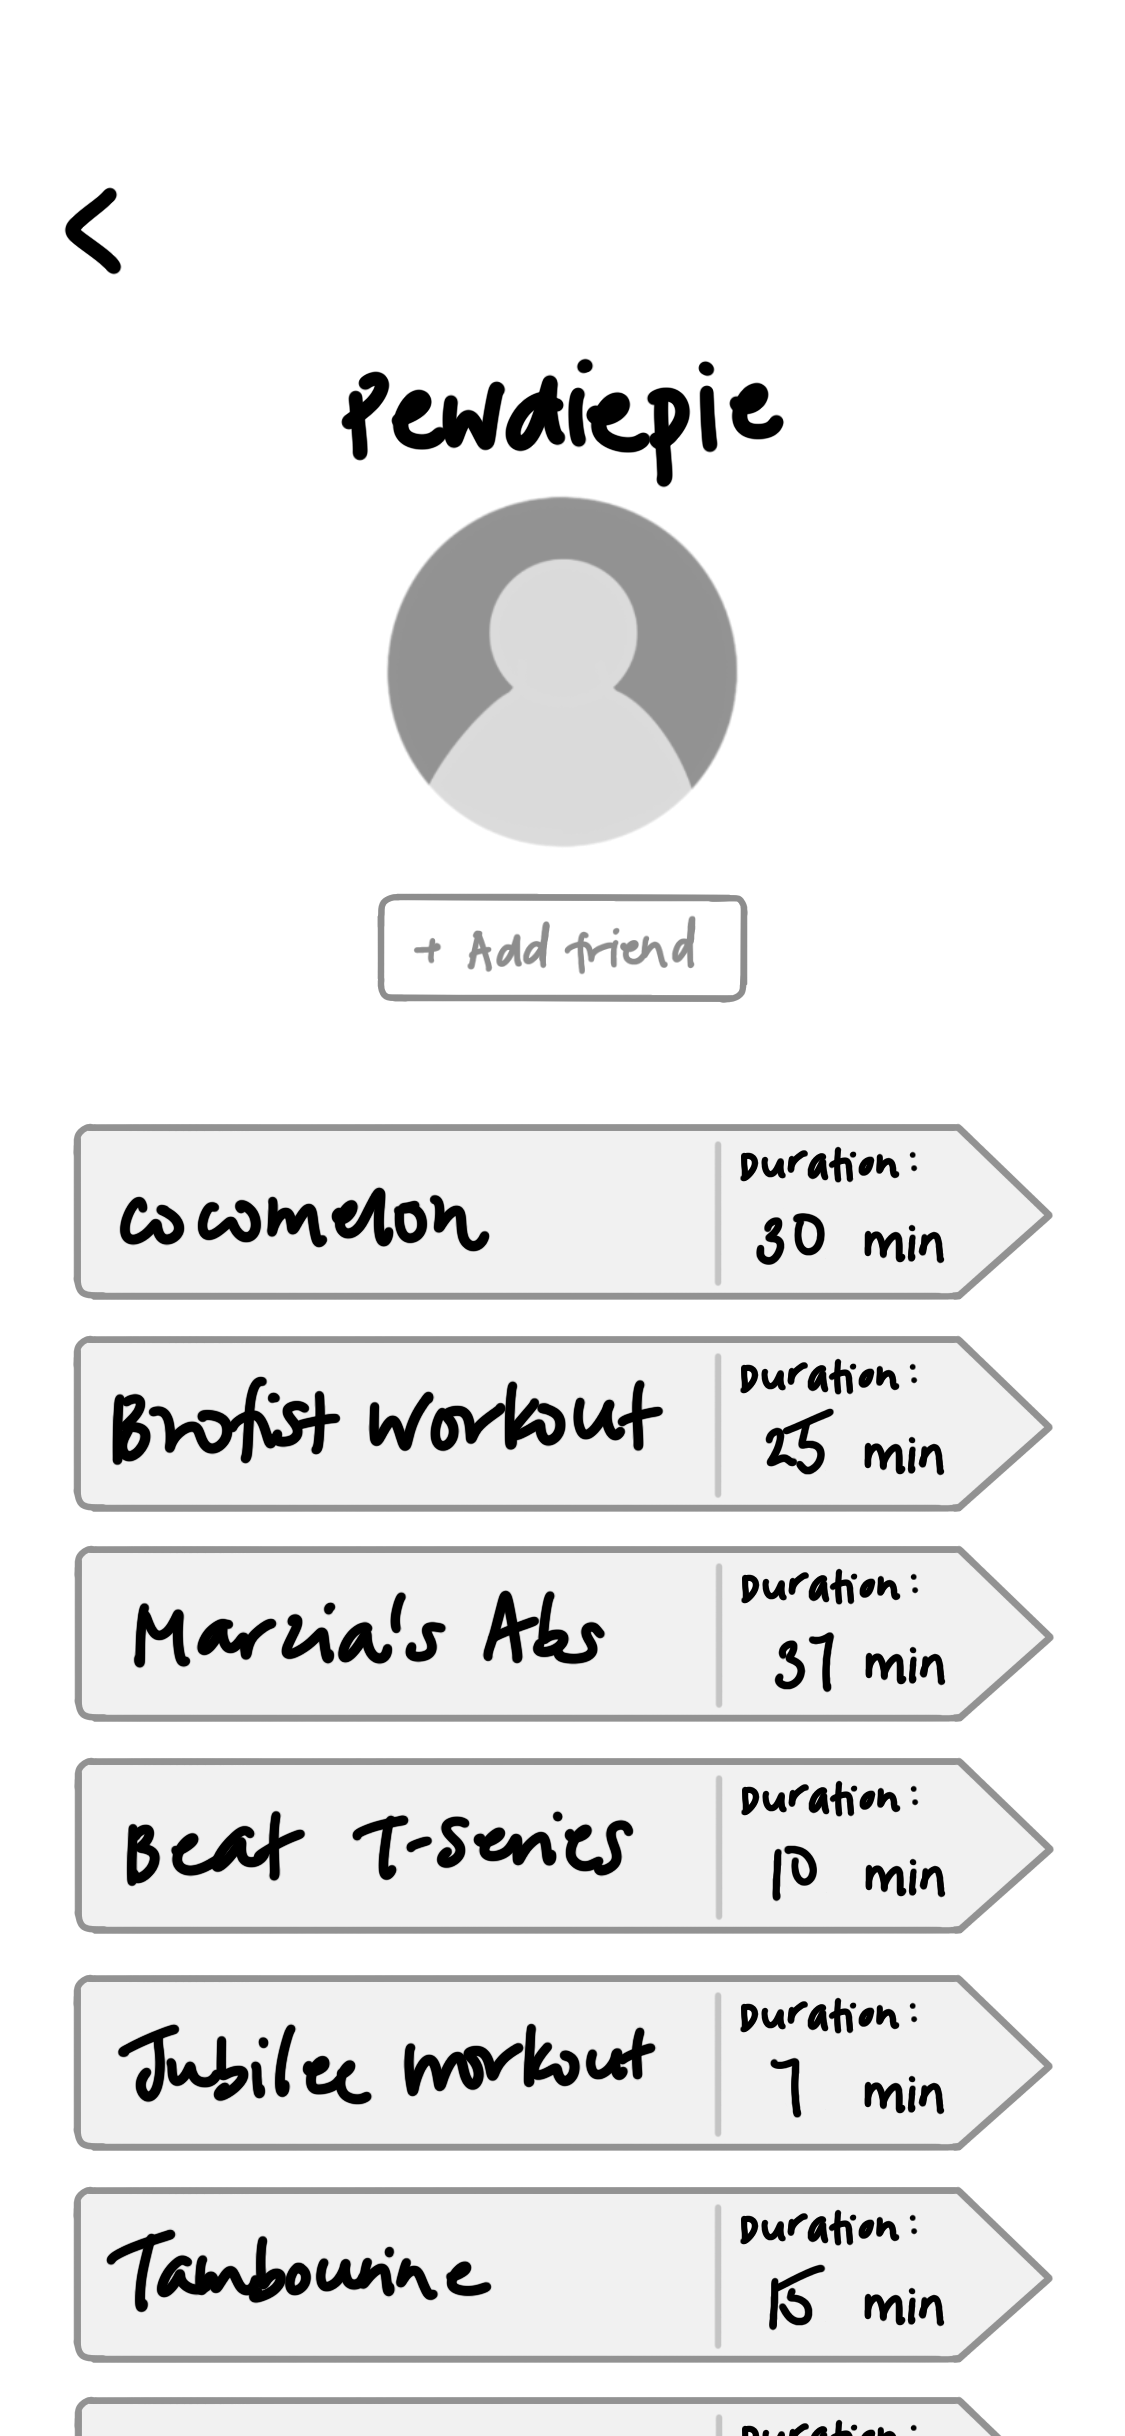 <
Pewdiepie
+ Add friend
cocomelon
Duration:
30 min
Brofist Workout
Duration:
25 min
Marzia's Abs
Duration:
37 min
Beat T-Series
Duration:
10 min
Jubilee workout
Duration:
7 min
Tambourine
Duration:
15 min
Duration: